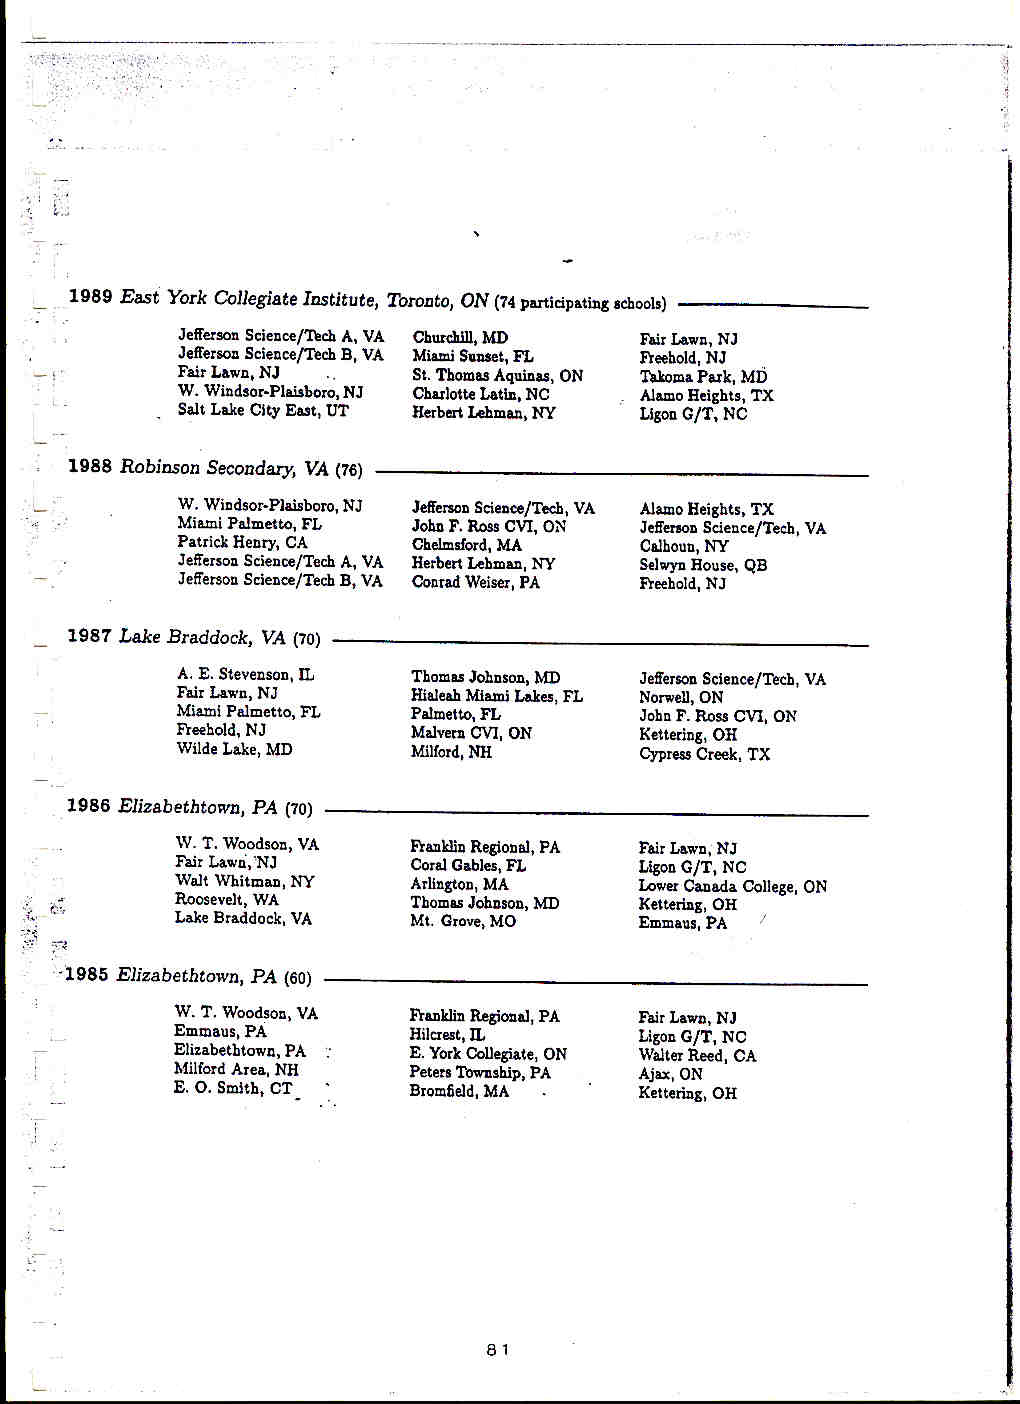 1989 East York Collegiate Institute, Toronto, ON (74 participating schools)
Jefferson Science/Tech A, VA Churchill, MD Fair Lawn, NJ
Jefferson Science/Tech B, VA Miami Sunset, FL Freehold, NJ
Fair Lawn, NJ St. Thomas Aquinas, ON Takoma Park, MD
W. Windsor-Plaisboro, NJ Charlotte Latin, NC Alamo Heights, TX
Salt Lake City East, UT Herbert Lehman, NY Ligon G/T, NC
1988 Robinson Secondary, VA (76)
W. Windsor-Plaisboro, NJ Jefferson Science/Tech, VA Alamo Heights, TX
Miami Palmetto, FL John F. Ross CVI, ON Jefferson Science/Tech, VA
Patrick Henry, CA Chelmsford, MA Calhoun, NY
Jefferson Science/Tech A, VA Herbert Lehman, NY Selwyn House, QB
Jefferson Science/Tech B, VA Conrad Weiser, PA Freehold, NJ
1987 Lake Braddock, VA (70)
A. E. Stevenson, IL Thomas Johnson, MD Jefferson Science/Tech, VA
Fair Lawn, NJ Hialeah Miami Lakes, FL Norwell, ON
Miami Palmetto, FL Palmetto, FL John F. Ross CVI, ON
Freehold, NJ Malvern CVI, ON Kettering, OH
Wilde Lake, MD Milford, NH Cypress Creek, TX
1986 Elizabethtown, PA (70)
W. T. Woodson, VA Franklin Regional, PA Fair Lawn, NJ
Fair Lawn, NJ Coral Gables, FL Ligon G/T, NC
Walt Whitman, NY Arlington, MA Lower Canada College, ON
Roosevelt, WA Thomas Johnson, MD Kettering, OH
Lake Braddock, VA Mt. Grove, MO Emmaus, PA
1985 Elizabethtown, PA (60)
W. T. Woodson, VA Franklin Regional, PA Fair Lawn, NJ
Emmaus, PA Hilcrest, IL Ligon G/T, NC
Elizabethtown, PA E. York Collegiate, ON Walter Reed, CA
Milford Area, NH Peters Township, PA Ajax, ON
E. O. Smith, CT Bromfield, MA Kettering, OH
81